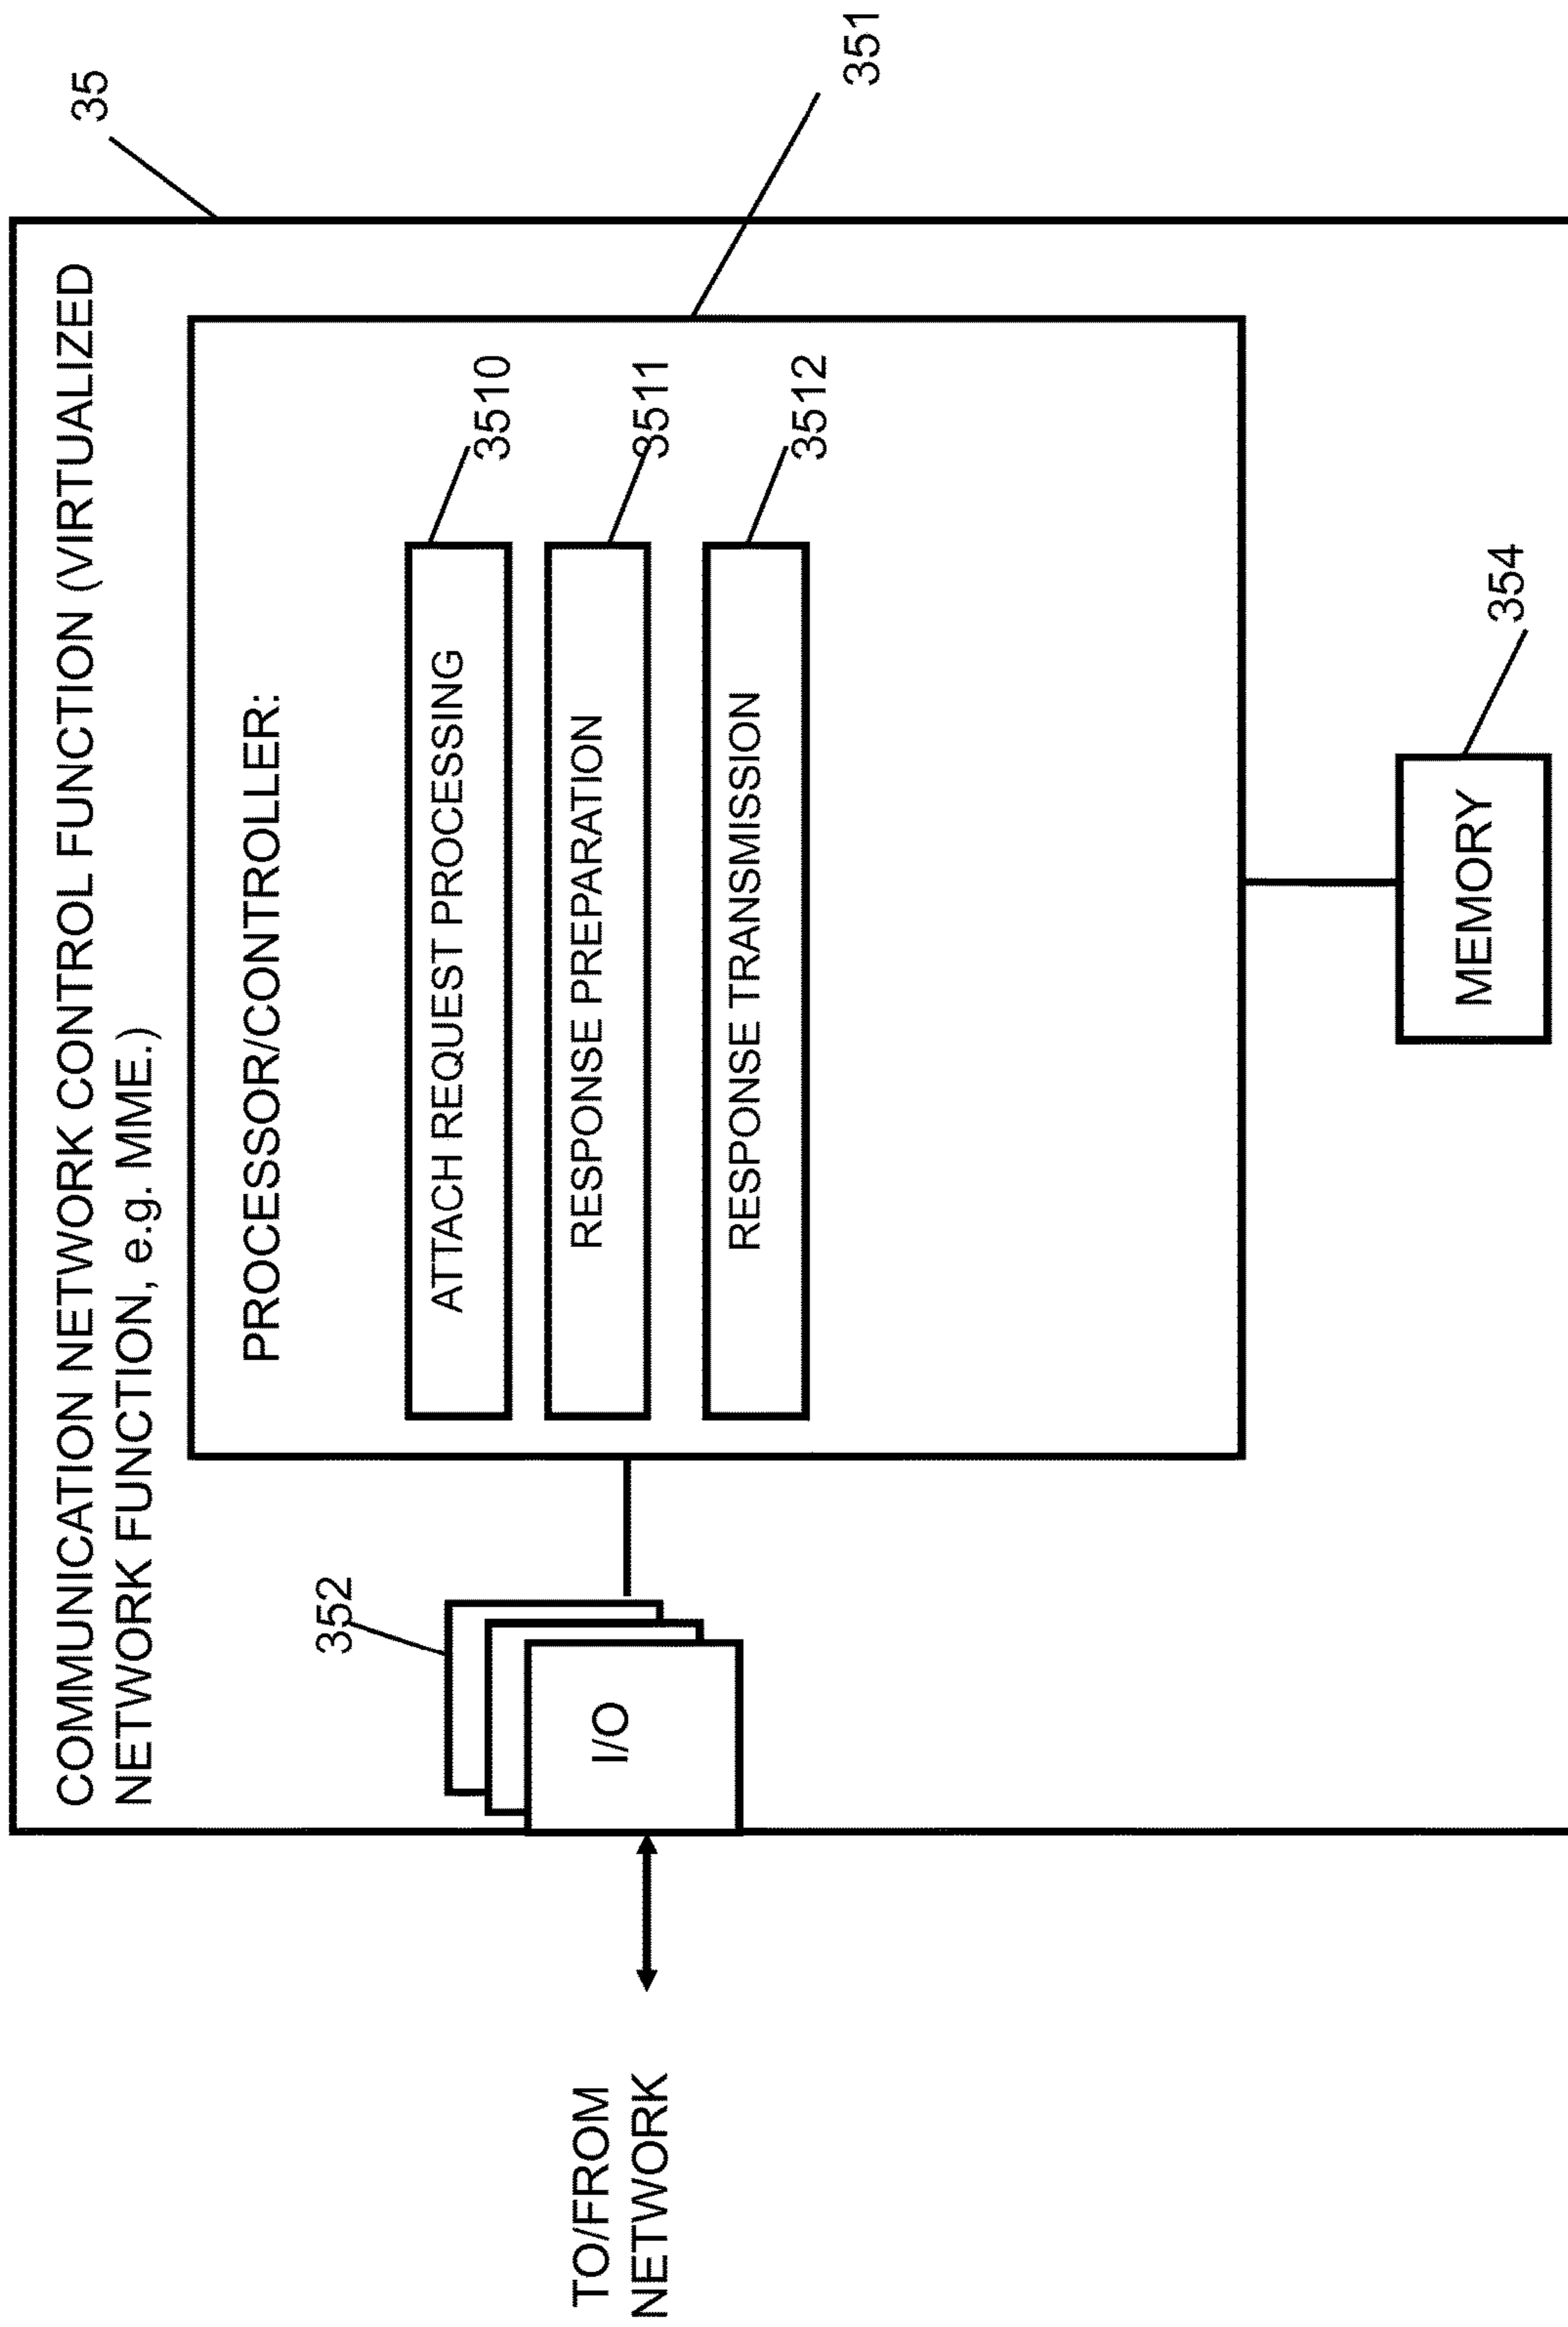 35
COMMUNICATION NETWORK CONTROL FUNCTION (VIRTUALIZED
NETWORK FUNCTION, e.g. MME.)
351
PROCESSOR/CONTROLLER:
352
3510
ATTACH REQUEST PROCESSING
3511
RESPONSE PREPARATION
3512
RESPONSE TRANSMISSION
I/O
TO/FROM
NETWORK
354
MEMORY